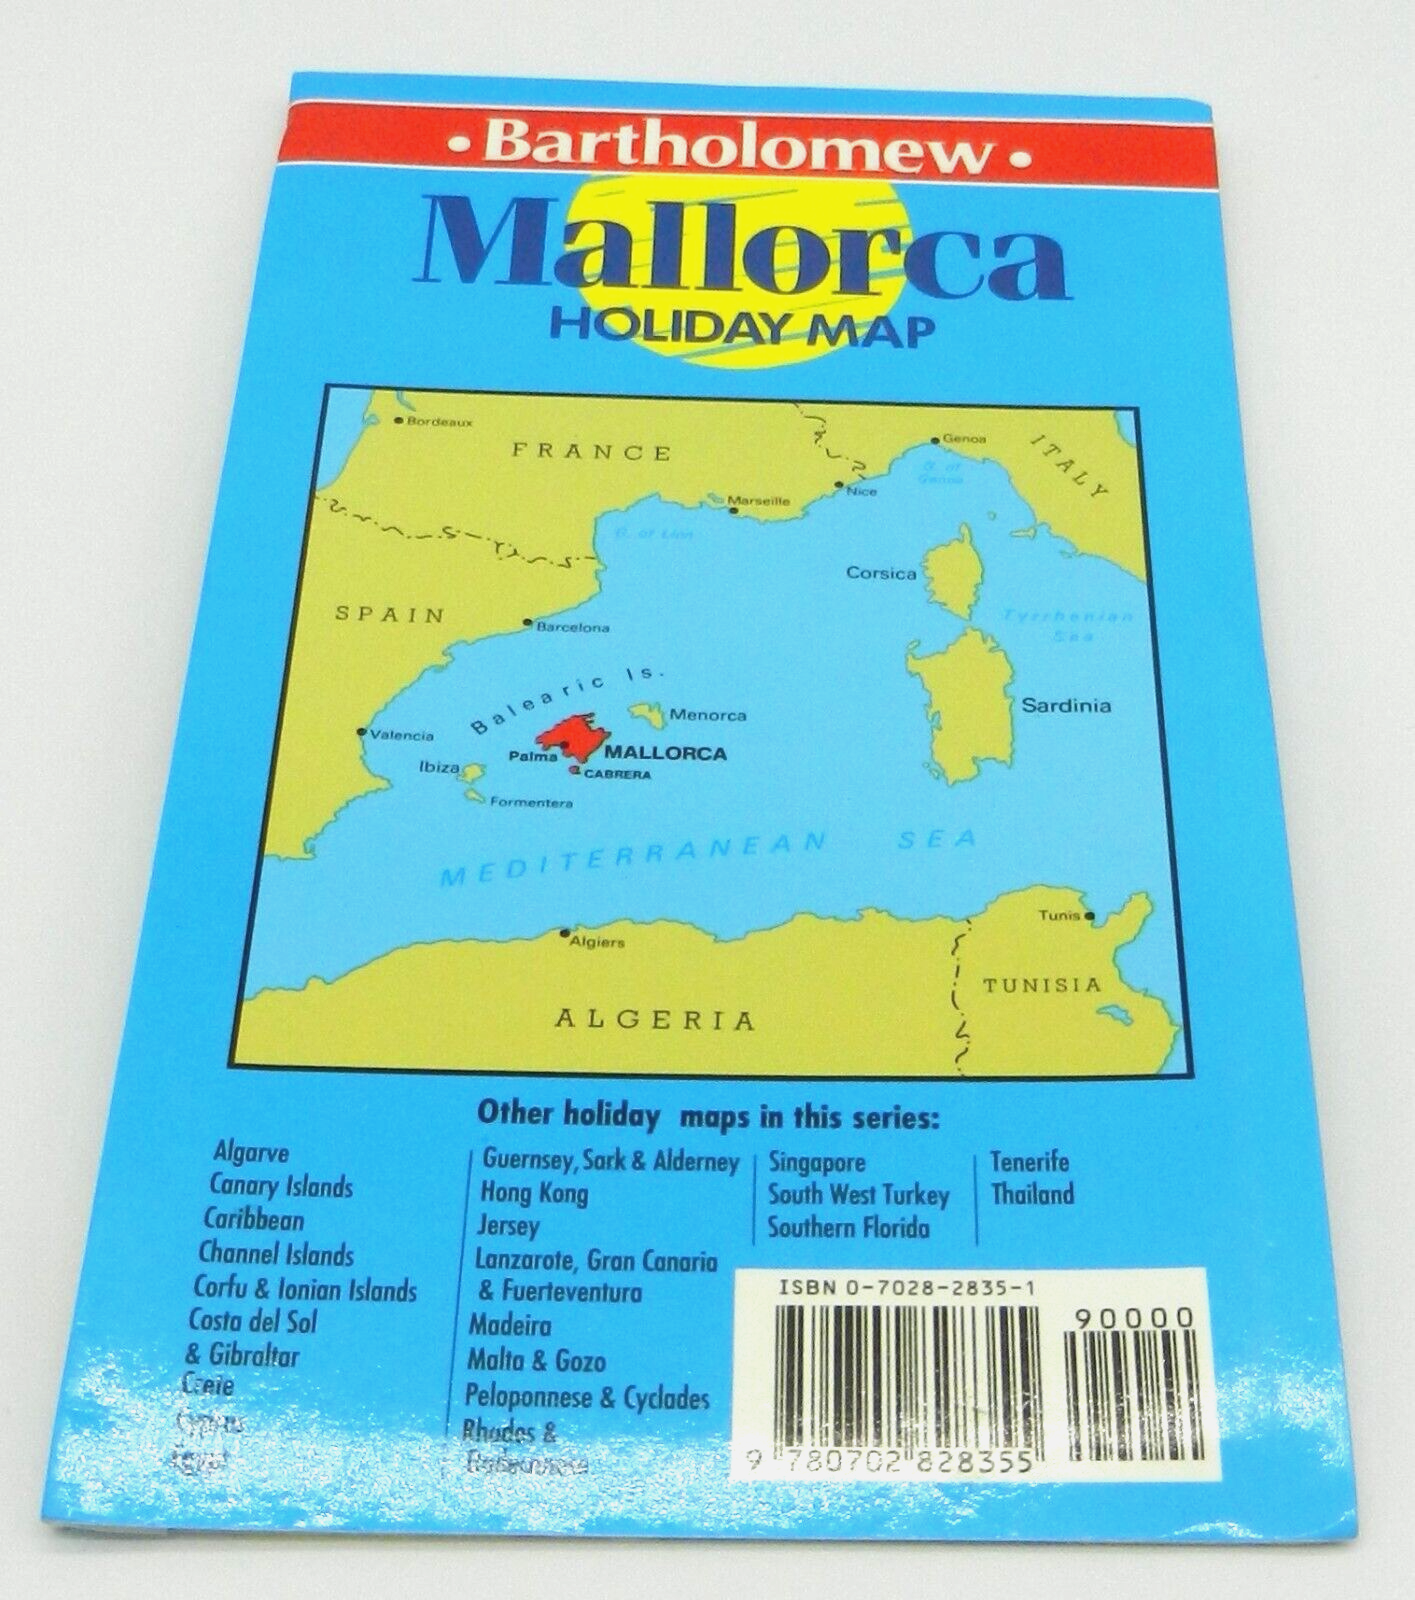 • Bartholomew •
Mallorca
HOLIDAY MAP
Bordeaux
FRANCE
Genoa
ITALY
G. of
Genoa
Nice
Marseille
G. of Lion
Corsica
SPAIN
Tyrrhenian
Sea
Barcelona
Balearic Is.
Menorca
Sardinia
Valencia
Palma
MALLORCA
Ibiza
CABRERA
Formentera
MEDITERRANEAN SEA
Tunis
Algiers
TUNISIA
ALGERIA
Other holiday maps in this series:
Algarve
Canary Islands
Caribbean
Channel Islands
Corfu & Ionian Islands
Costa del Sol
& Gibraltar
Crete
Cyprus
Egypt
Guernsey, Sark & Alderney
Hong Kong
Jersey
Lanzarote, Gran Canaria
& Fuerteventura
Madeira
Malta & Gozo
Peloponnese & Cyclades
Rhodes &
Dodecanese
Singapore
South West Turkey
Southern Florida
Tenerife
Thailand
ISBN 0-7028-2835-1
90000
9 780702 828355